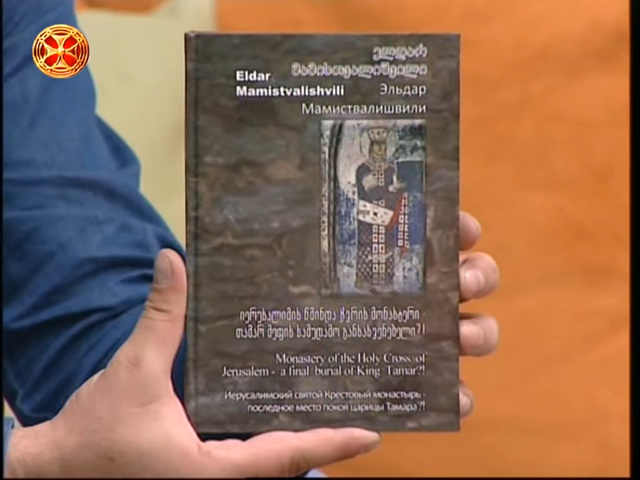 ელდარ
მამისთვალიშვილი
Eldar
Mamistvalishvili
Эльдар
Мамиствалишвили
იერუსალიმის წმინდა ჯვრის მონასტერი
თამარ მეფის სამუდამო განსასვენებელი?!
Monastery of the Holy Cross of
Jerusalem - a final burial of King Tamar?!
Иерусалимский святой Крестовый монастырь -
последное место покоя царицы Тамара?!